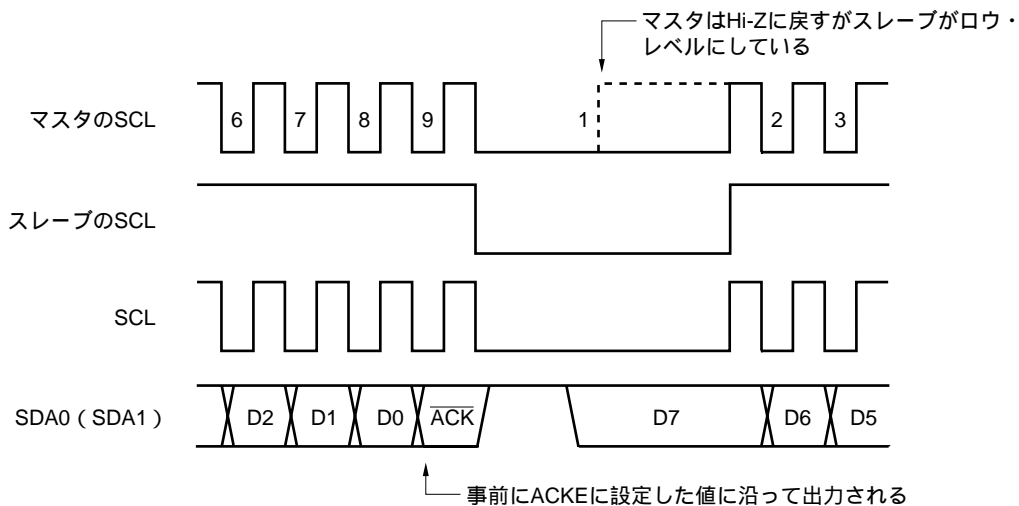 マスタはHi-Zに戻すがスレーブがロウ・
レベルにしている
マスタのSCL
6 7 8 9 1 2 3
スレーブのSCL
SCL
SDA0(SDA1)
D2 D1 D0 ACK D7 D6 D5
事前にACKEに設定した値に沿って出力される